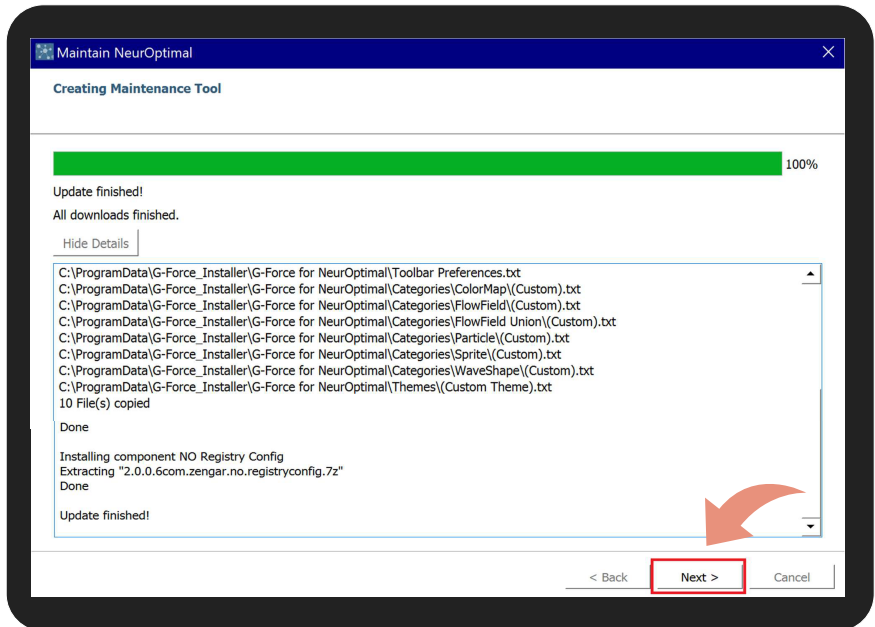 Maintain NeurOptimal
Creating Maintenance Tool
100%
Update finished!
All downloads finished.
Hide Details
C:\ProgramData\G-Force_Installer\G-Force for NeurOptimal\Toolbar Preferences.txt
C:\ProgramData\G-Force_Installer\G-Force for NeurOptimal\Categories\ColorMap\(Custom).txt
C:\ProgramData\G-Force_Installer\G-Force for NeurOptimal\Categories\FlowField\(Custom).txt
C:\ProgramData\G-Force_Installer\G-Force for NeurOptimal\Categories\FlowField Union\(Custom).txt
C:\ProgramData\G-Force_Installer\G-Force for NeurOptimal\Categories\Particle\(Custom).txt
C:\ProgramData\G-Force_Installer\G-Force for NeurOptimal\Categories\Sprite\(Custom).txt
C:\ProgramData\G-Force_Installer\G-Force for NeurOptimal\Categories\WaveShape\(Custom).txt
C:\ProgramData\G-Force_Installer\G-Force for NeurOptimal\Themes\(Custom Theme).txt
10 File(s) copied
Done
Installing component NO Registry Config
Extracting "2.0.0.6com.zengar.no.registryconfig.7z"
Done
Update finished!
< Back Next > Cancel